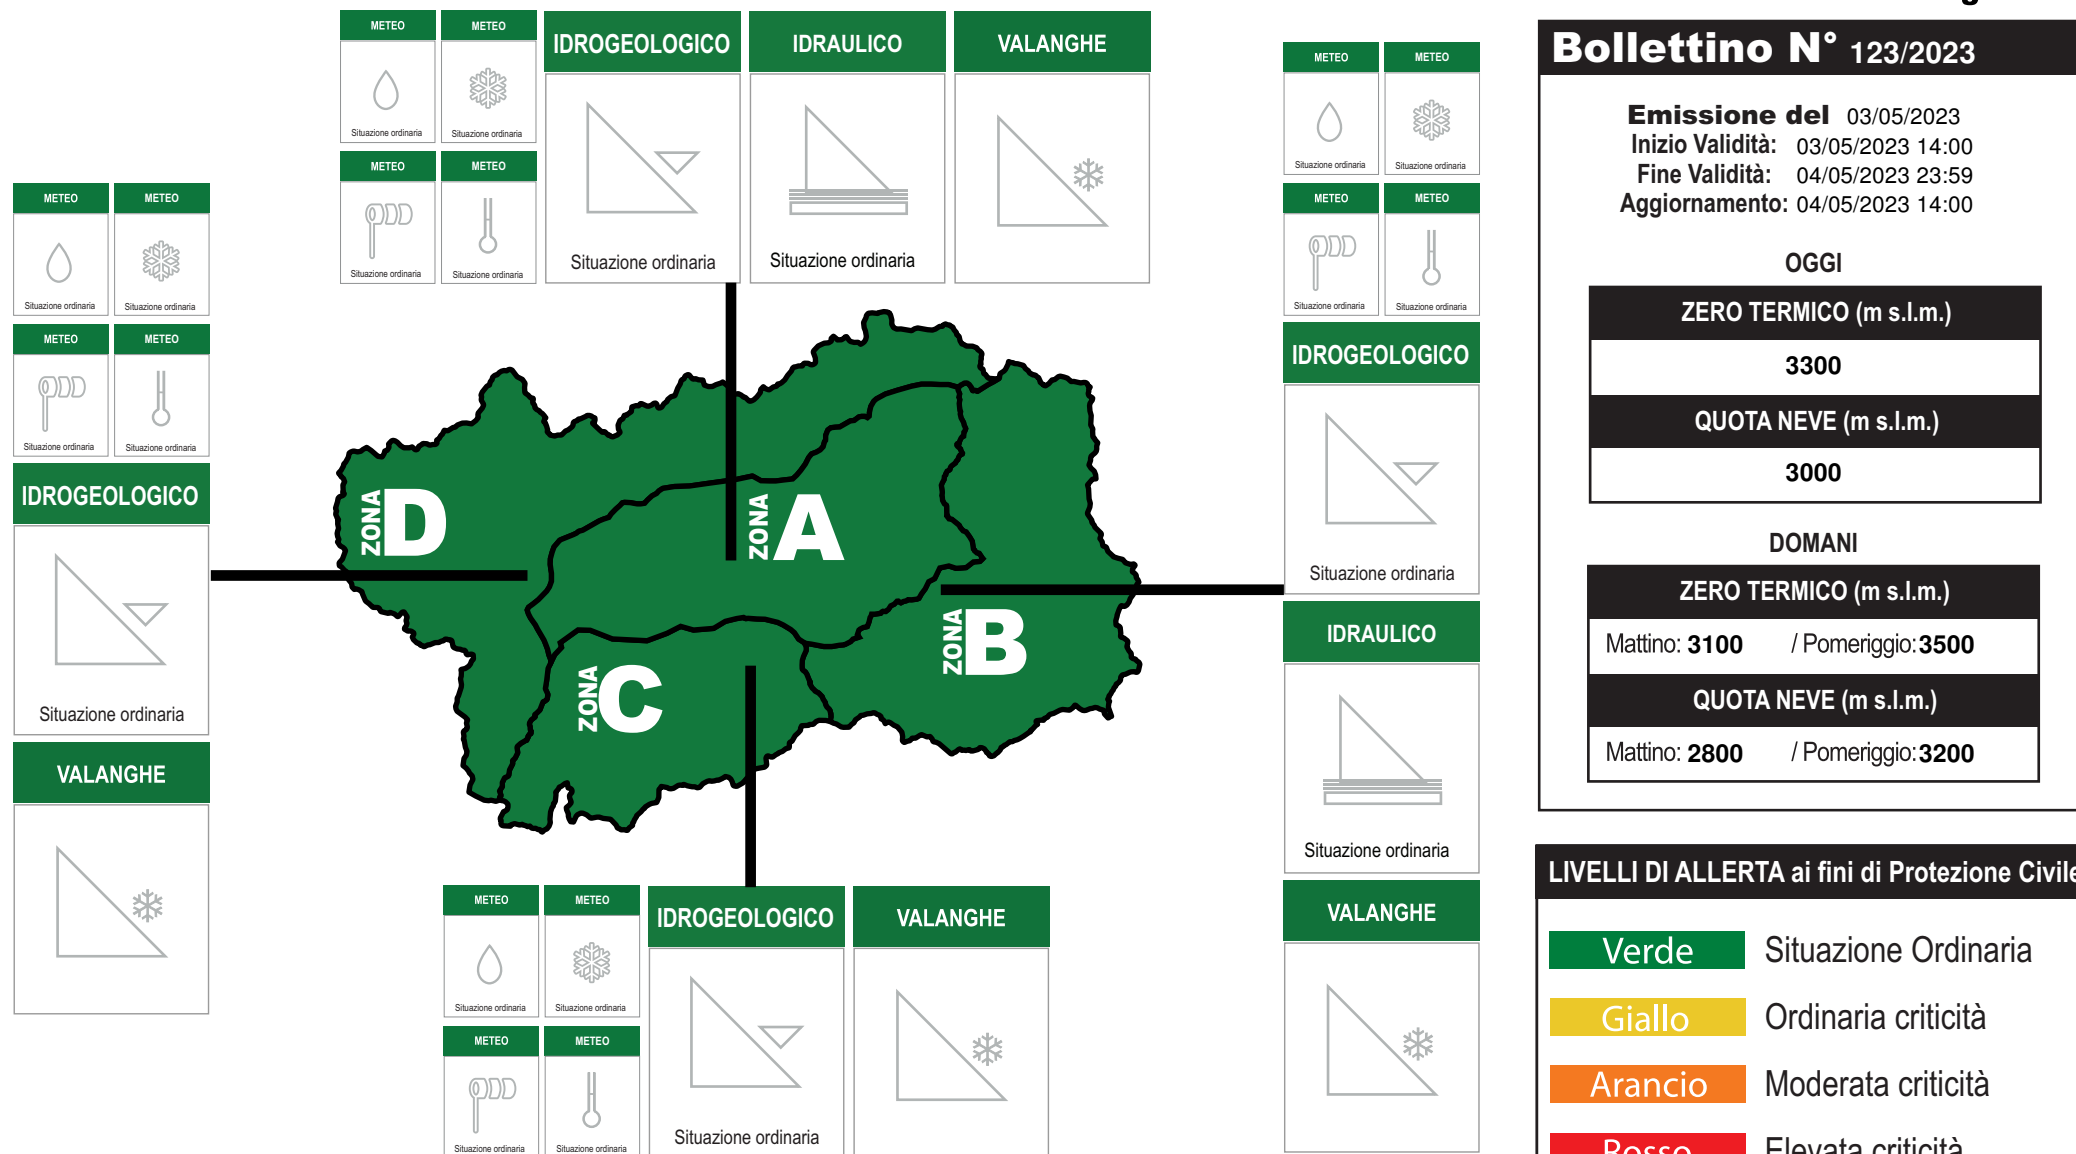 METEO
METEO
Situazione ordinaria
Situazione ordinaria
METEO
METEO
Situazione ordinaria
Situazione ordinaria
IDROGEOLOGICO
Situazione ordinaria
IDRAULICO
Situazione ordinaria
VALANGHE
METEO
METEO
Situazione ordinaria
Situazione ordinaria
METEO
METEO
Situazione ordinaria
Situazione ordinaria
IDROGEOLOGICO
Situazione ordinaria
VALANGHE
ZONA D
ZONA A
ZONA B
ZONA C
METEO
METEO
Situazione ordinaria
Situazione ordinaria
METEO
METEO
Situazione ordinaria
Situazione ordinaria
IDROGEOLOGICO
Situazione ordinaria
VALANGHE
METEO
METEO
Situazione ordinaria
Situazione ordinaria
METEO
METEO
Situazione ordinaria
Situazione ordinaria
IDROGEOLOGICO
Situazione ordinaria
IDRAULICO
Situazione ordinaria
VALANGHE
Bollettino N° 123/2023
Emissione del 03/05/2023
Inizio Validità: 03/05/2023 14:00
Fine Validità: 04/05/2023 23:59
Aggiornamento: 04/05/2023 14:00
OGGI
ZERO TERMICO (m s.l.m.)
3300
QUOTA NEVE (m s.l.m.)
3000
DOMANI
ZERO TERMICO (m s.l.m.)
Mattino: 3100 / Pomeriggio: 3500
QUOTA NEVE (m s.l.m.)
Mattino: 2800 / Pomeriggio: 3200
LIVELLI DI ALLERTA ai fini di Protezione Civile
Verde Situazione Ordinaria
Giallo Ordinaria criticità
Arancio Moderata criticità
Rosso Elevata criticità